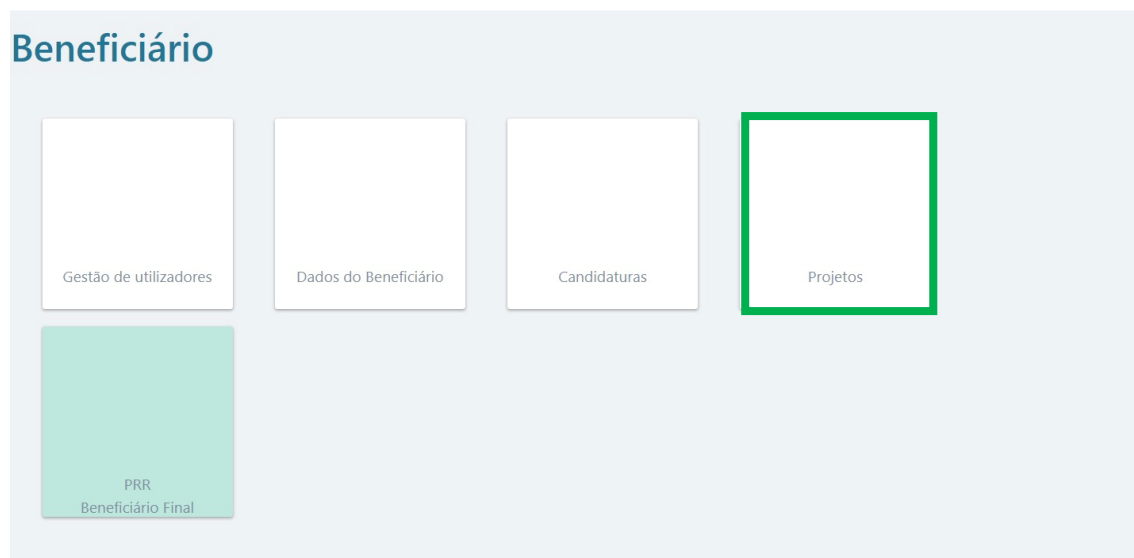 Beneficiário
Gestão de utilizadores
Dados do Beneficiário
Candidaturas
Projetos
PRR
Beneficiário Final